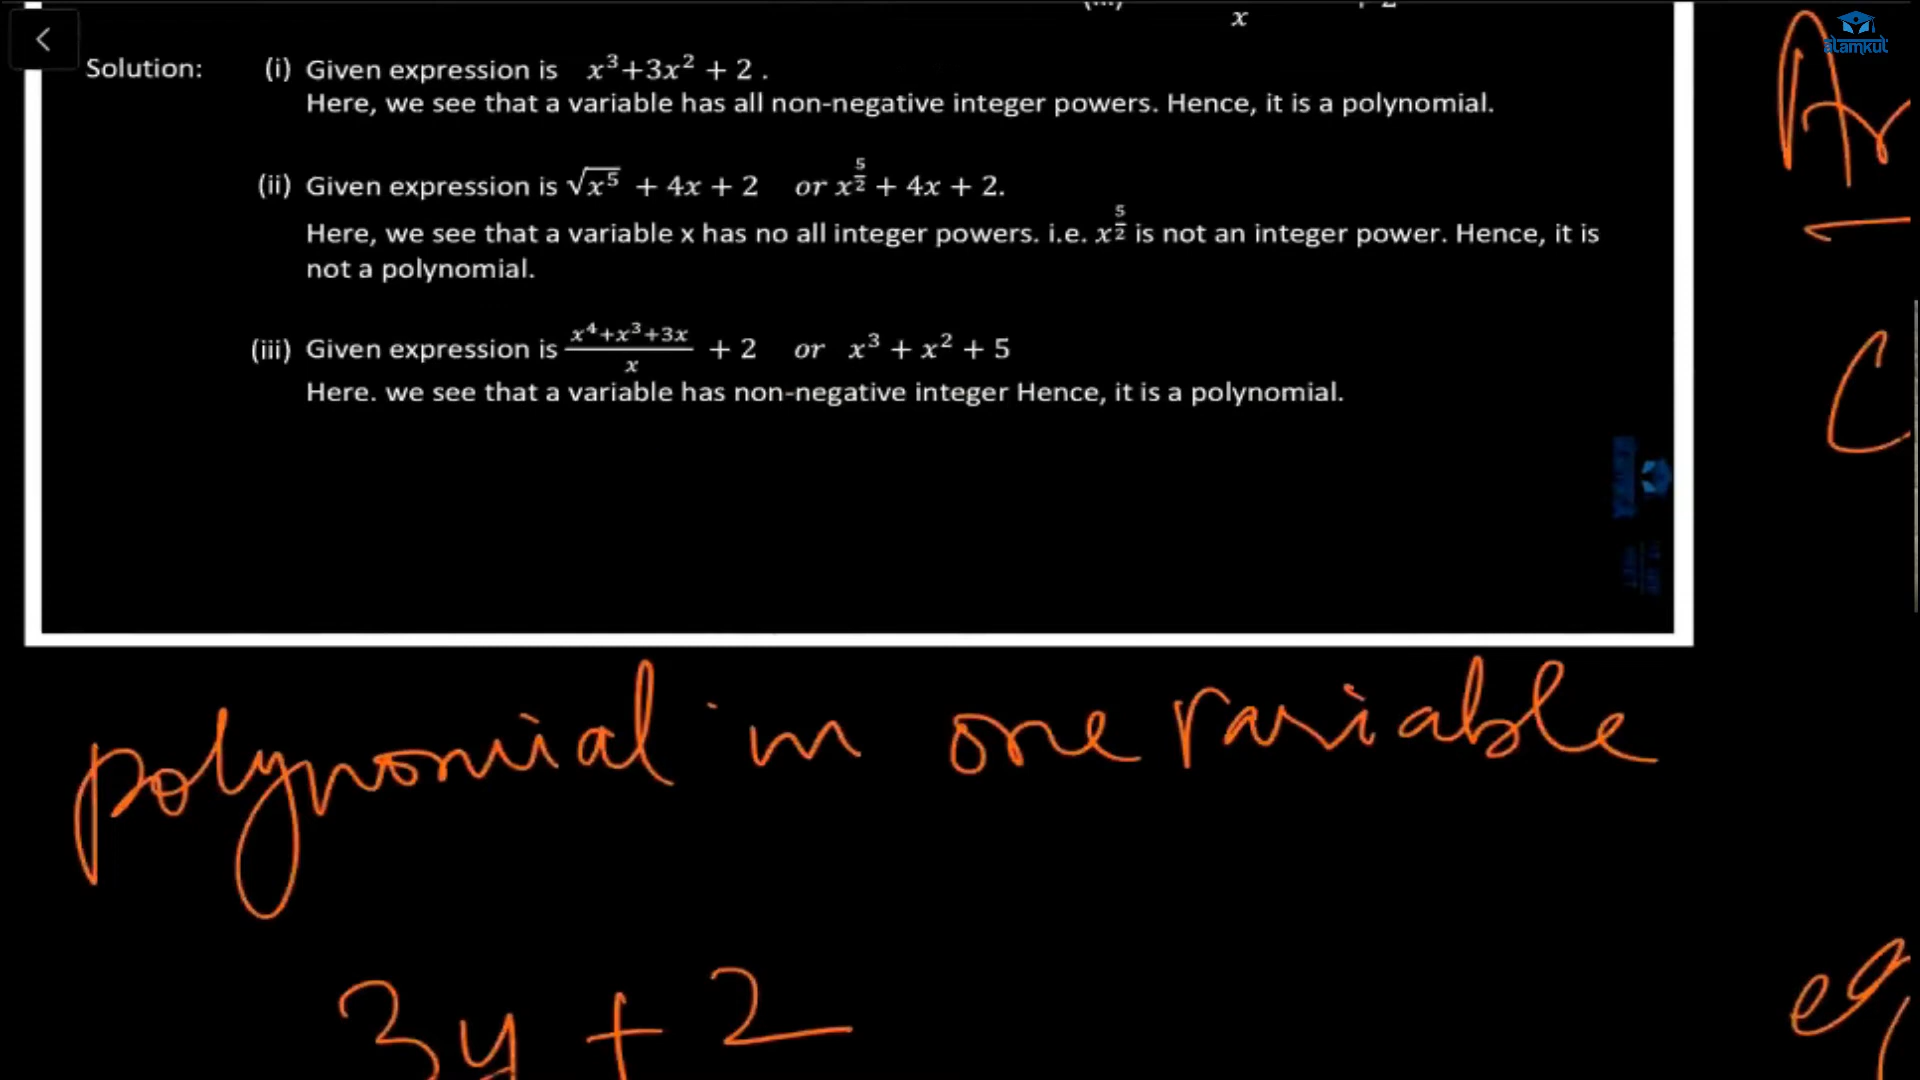 x
Solution: (i) Given expression is x³+3x² + 2 .
Here, we see that a variable has all non-negative integer powers. Hence, it is a polynomial.
(ii) Given expression is √x⁵ + 4x + 2 or x^(5/2) + 4x + 2.
Here, we see that a variable x has no all integer powers. i.e. x^(5/2) is not an integer power. Hence, it is
not a polynomial.
(iii) Given expression is (x⁴+x³+3x)/x + 2 or x³ + x² + 5
Here. we see that a variable has non-negative integer Hence, it is a polynomial.
polynomial in one variable
3y + 2
alamkut